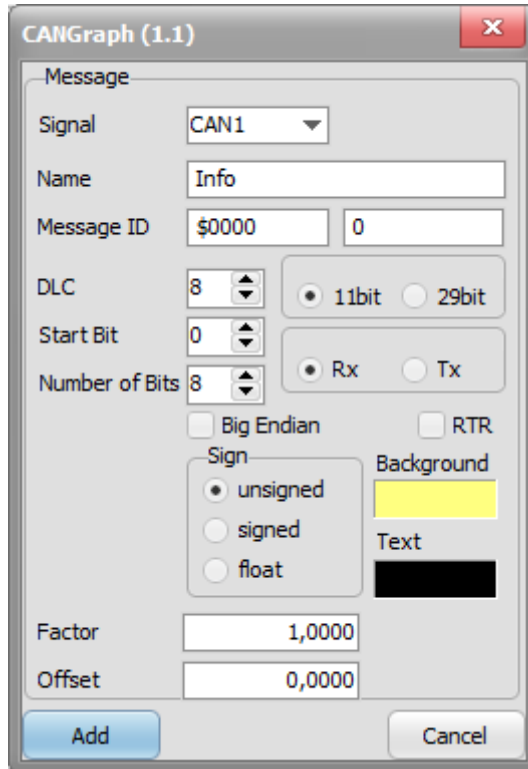 CANGraph (1.1)
Message
Signal CAN1
Name Info
Message ID $0000 0
DLC 8 11bit 29bit
Start Bit 0
Number of Bits 8 Rx Tx
Big Endian RTR
Sign Background
unsigned
signed Text
float
Factor 1,0000
Offset 0,0000
Add Cancel